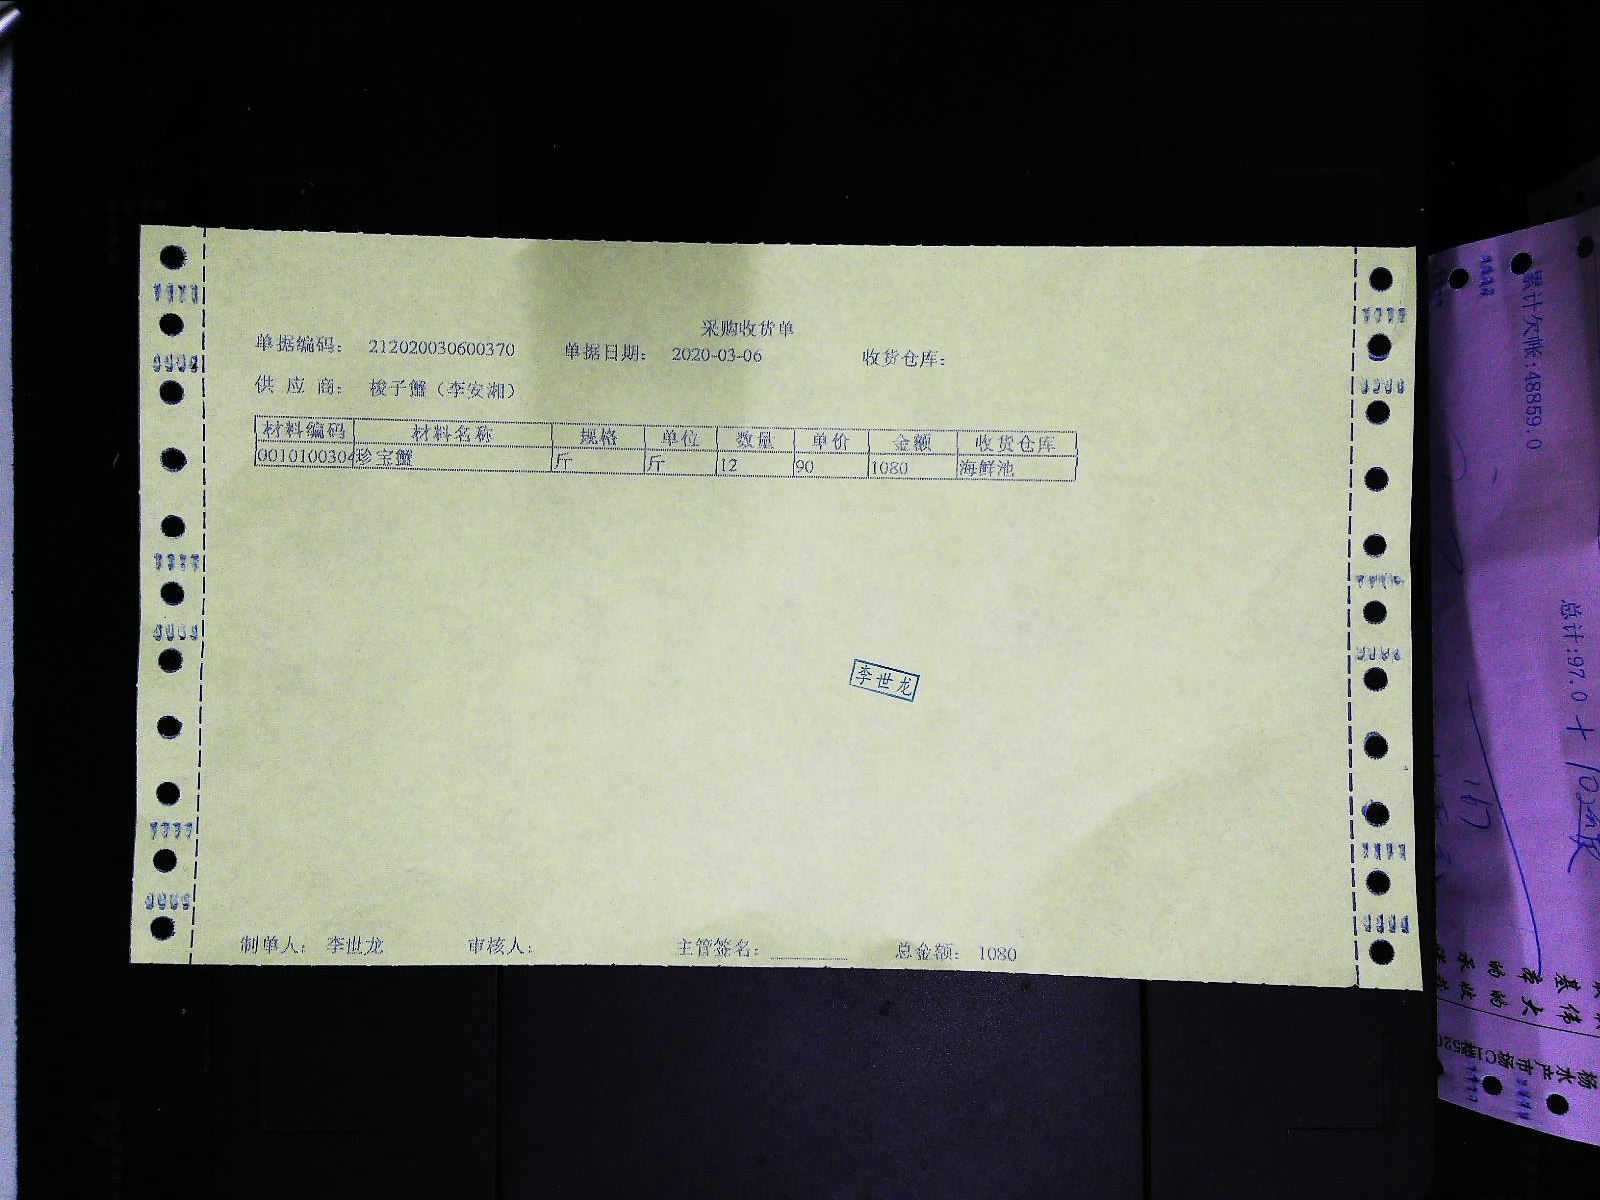 采购收货单
单据编码： 212020030600370 单据日期： 2020-03-06 收货仓库：
供 应 商： 梭子蟹（李安湘）
材料编码 材料名称 规格 单位 数量 单价 金额 收货仓库
0010100304 珍宝蟹 斤 斤 12 90 1080 海鲜池
李世龙
制单人： 李世龙 审核人： 主管签名： 总金额： 1080
累计欠帐:48859.0
总计:97.0